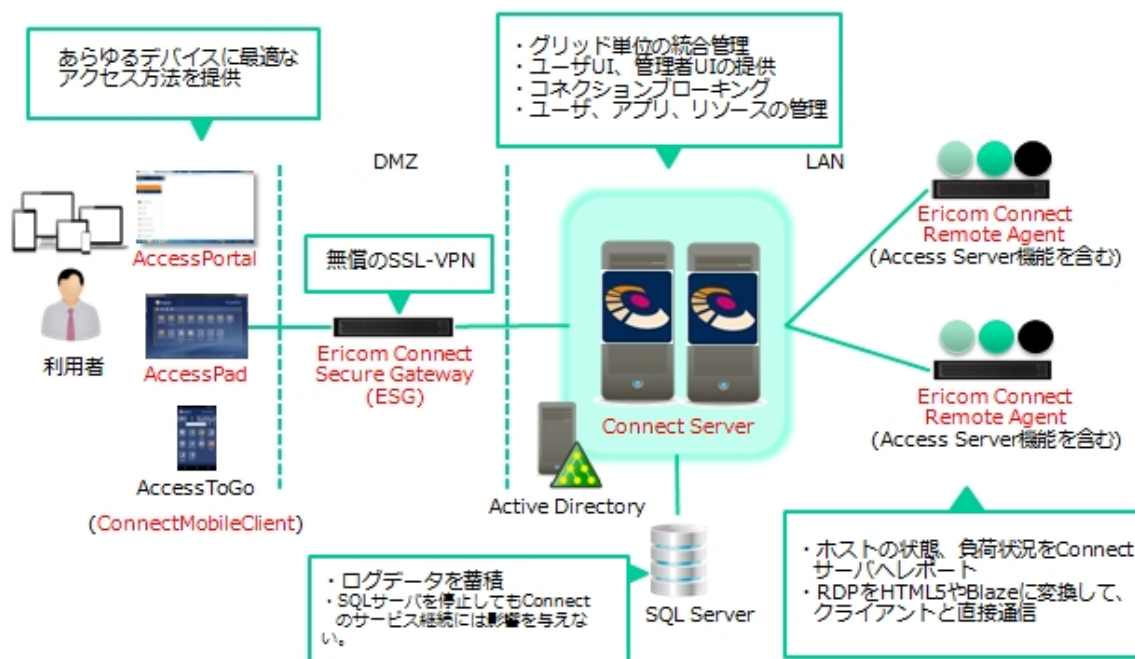 あらゆるデバイスに最適な
アクセス方法を提供
・グリッド単位の統合管理
・ユーザUI、管理者UIの提供
・コネクションブローキング
・ユーザ、アプリ、リソースの管理
DMZ
LAN
AccessPortal
利用者
AccessPad
AccessToGo
(ConnectMobileClient)
無償のSSL-VPN
Ericom Connect
Secure Gateway
(ESG)
Connect Server
Active Directory
SQL Server
・ログデータを蓄積
・SQLサーバを停止してもConnect
のサービス継続には影響を与えな
い。
Ericom Connect
Remote Agent
(Access Server機能を含む)
Ericom Connect
Remote Agent
(Access Server機能を含む)
・ホストの状態、負荷状況をConnect
サーバへレポート
・RDPをHTML5やBlazeに変換して、
クライアントと直接通信